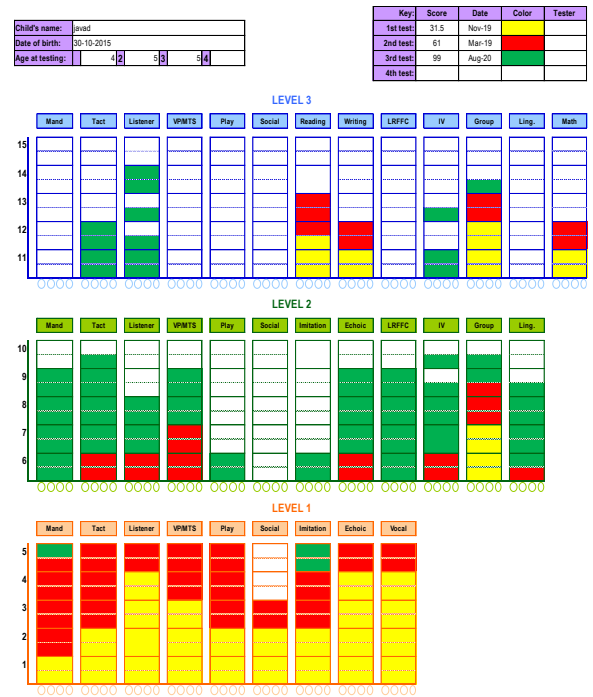 Key: Score Date Color Tester
1st test: 31.5 Nov-19
2nd test: 61 Mar-19
3rd test: 99 Aug-20
4th test:
Child's name: javad
Date of birth: 30-10-2015
Age at testing: 4 2 5 3 5 4
LEVEL 3
Mand Tact Listener VP/MTS Play Social Reading Writing LRFFC IV Group Ling. Math
15
14
13
12
11
LEVEL 2
Mand Tact Listener VP/MTS Play Social Imitation Echoic LRFFC IV Group Ling.
10
9
8
7
6
LEVEL 1
Mand Tact Listener VP/MTS Play Social Imitation Echoic Vocal
5
4
3
2
1